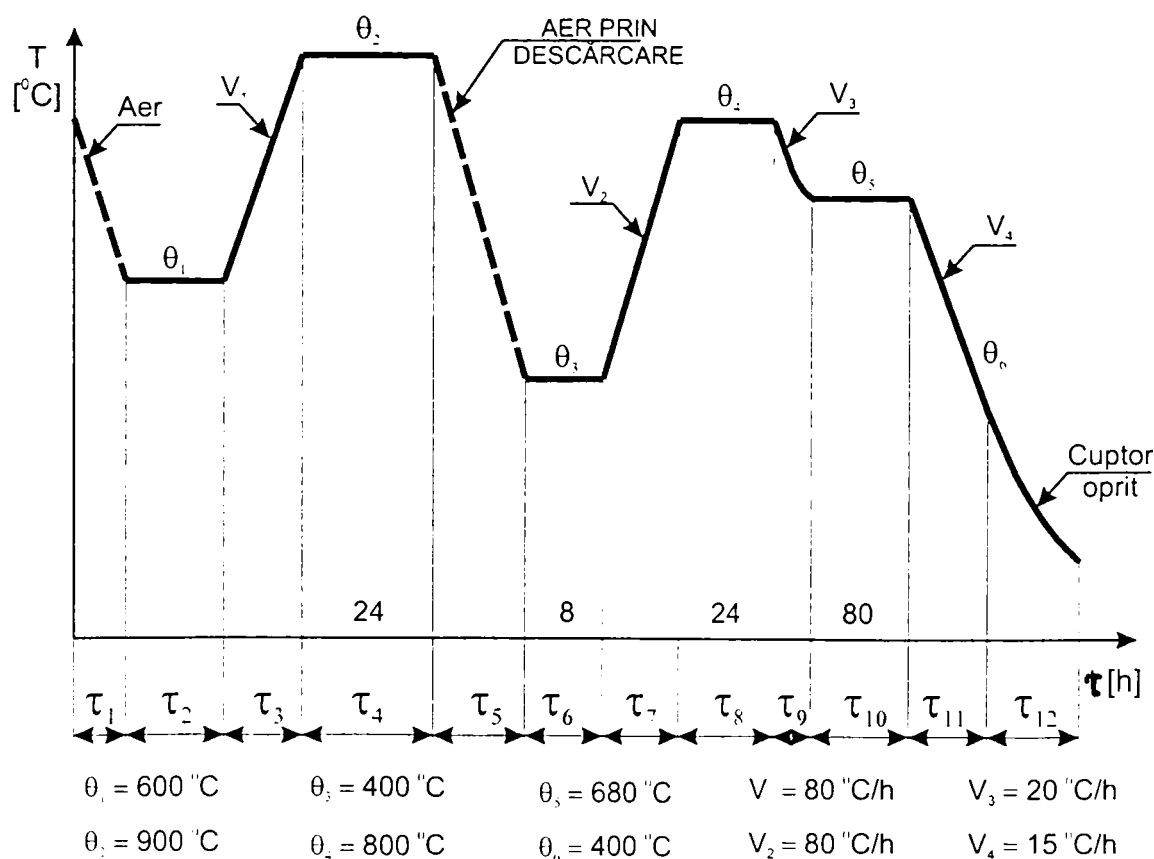 T
[°C]
Aer
V₁
θ₂
AER PRIN
DESCĂRCARE
θ₁
V₂
θ₃
θ₄
V₃
θ₅
V₄
θ₆
Cuptor
oprit
24 8 24 80
τ [h]
τ₁ τ₂ τ₃ τ₄ τ₅ τ₆ τ₇ τ₈ τ₉ τ₁₀ τ₁₁ τ₁₂
θ₁ = 600 °C θ₃ = 400 °C θ₅ = 680 °C V = 80 °C/h V₃ = 20 °C/h
θ₂ = 900 °C θ₄ = 800 °C θ₆ = 400 °C V₂ = 80 °C/h V₄ = 15 °C/h